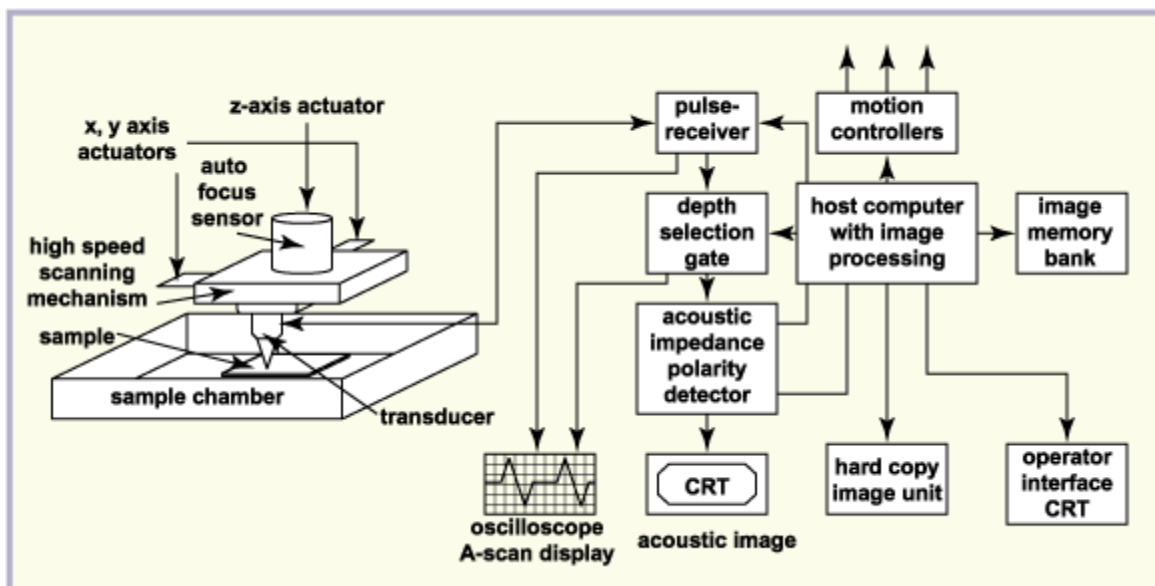 z-axis actuator
x, y axis
actuators
auto
focus
sensor
high speed
scanning
mechanism
sample
sample chamber
transducer
pulse-
receiver
motion
controllers
depth
selection
gate
host computer
with image
processing
image
memory
bank
acoustic
impedance
polarity
detector
oscilloscope
A-scan display
CRT
acoustic image
hard copy
image unit
operator
interface
CRT